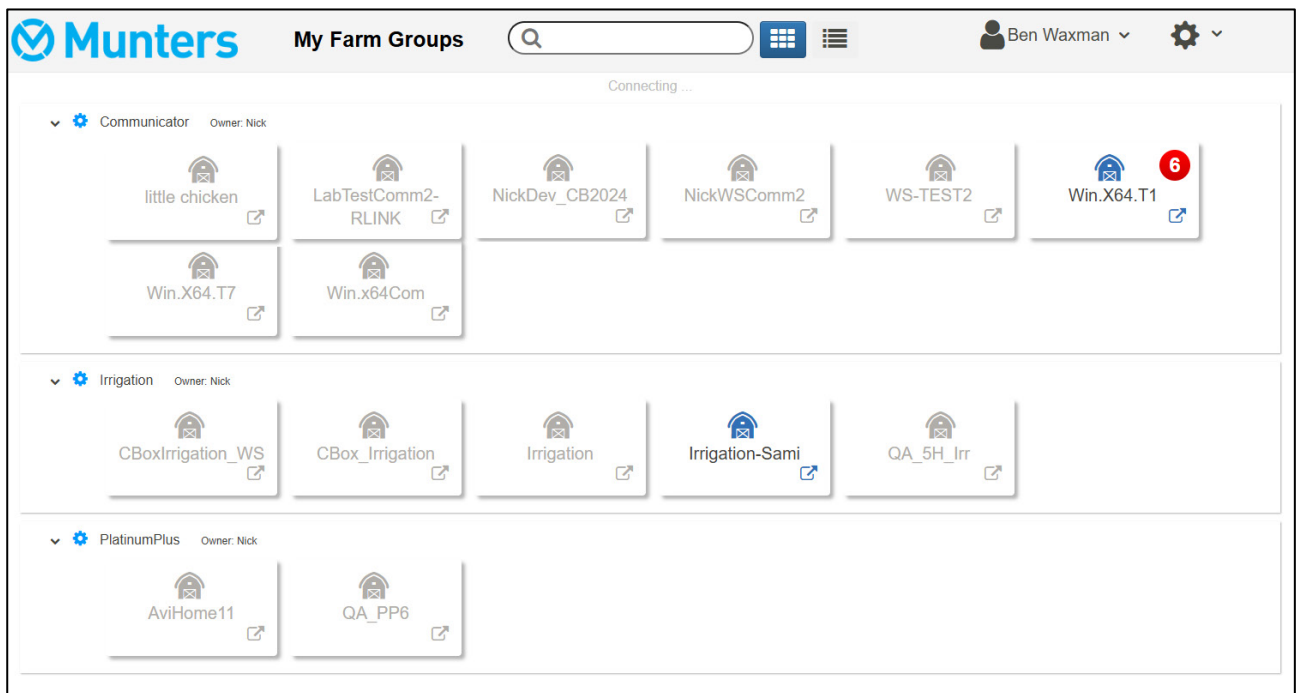 Munters My Farm Groups Ben Waxman
Connecting ...
Communicator Owner: Nick
little chicken
LabTestComm2-
RLINK
NickDev_CB2024
NickWSComm2
WS-TEST2
Win.X64.T1
6
Win.X64.T7
Win.x64Com
Irrigation Owner: Nick
CBoxIrrigation_WS
CBox_Irrigation
Irrigation
Irrigation-Sami
QA_5H_Irr
PlatinumPlus Owner: Nick
AviHome11
QA_PP6